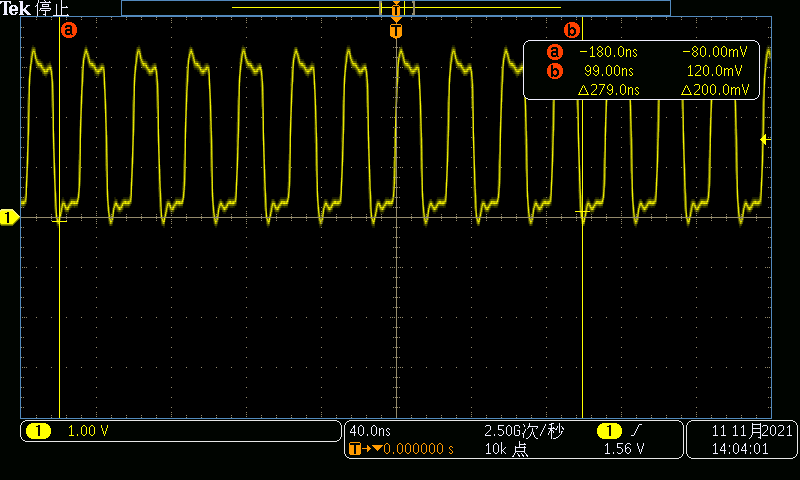 Tek 停止
T
a
b
T
a −180.0ns −80.00mV
b 99.00ns 120.0mV
△279.0ns △200.0mV
1
1 1.00 V
40.0ns 2.50G次/秒 1 11 11月2021
T→▼0.000000 s 10k 点 1.56 V 14:04:01